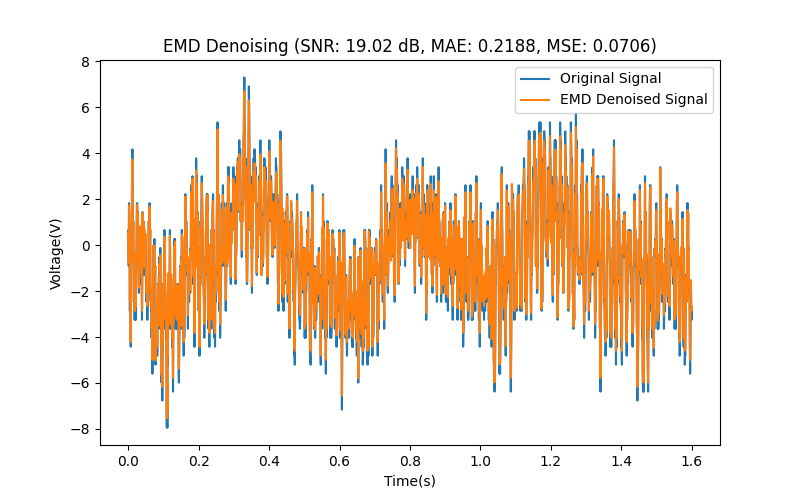 EMD Denoising (SNR: 19.02 dB, MAE: 0.2188, MSE: 0.0706)
Original Signal
EMD Denoised Signal
8
6
4
2
0
−2
−4
−6
−8
Voltage(V)
0.0 0.2 0.4 0.6 0.8 1.0 1.2 1.4 1.6
Time(s)